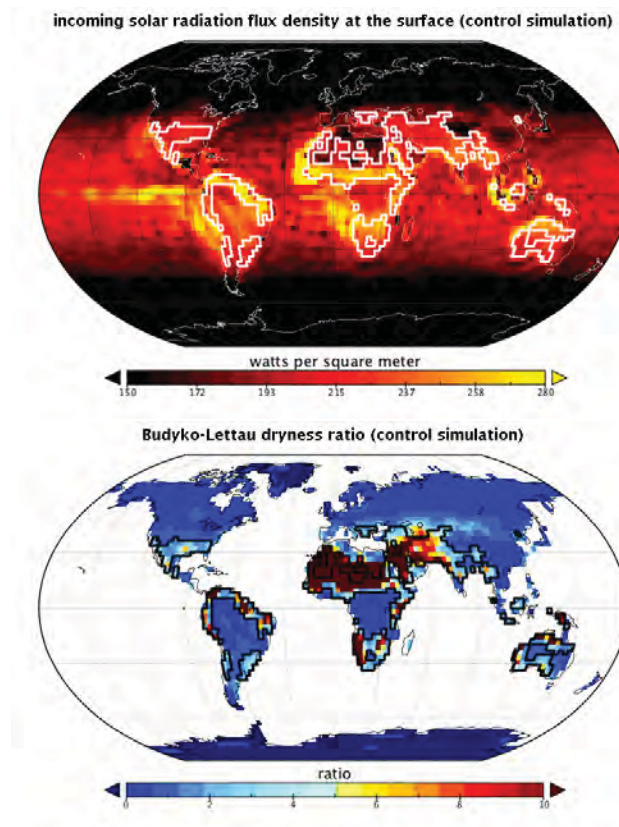 incoming solar radiation flux density at the surface (control simulation)
watts per square meter
150 172 193 215 237 258 280
Budyko-Lettau dryness ratio (control simulation)
ratio
0 2 4 6 8 10